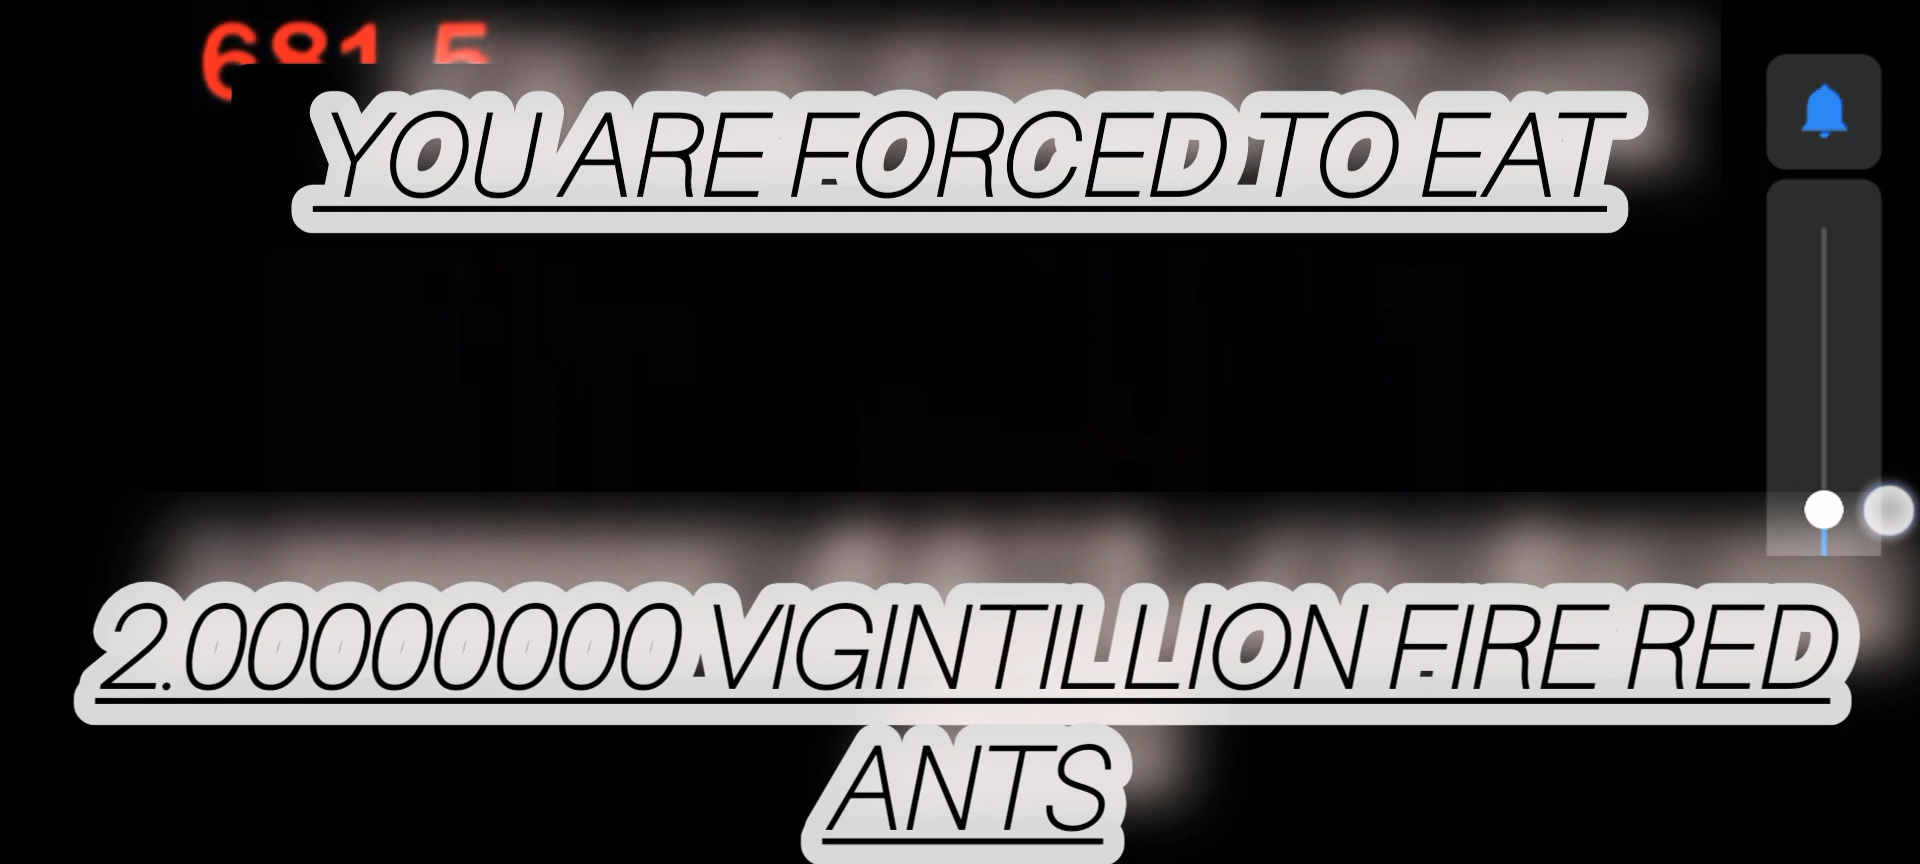 YOU ARE FORCED TO EAT
2.00000000 VIGINTILLION FIRE RED
ANTS